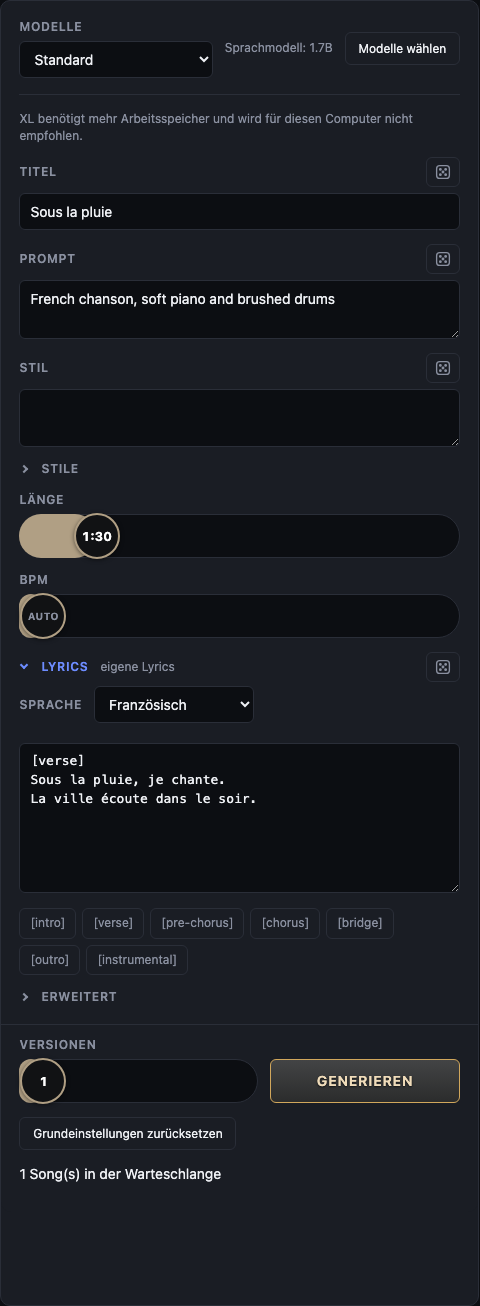 MODELLE
Standard
Sprachmodell: 1.7B
Modelle wählen
XL benötigt mehr Arbeitsspeicher und wird für diesen Computer nicht
empfohlen.
TITEL
Sous la pluie
PROMPT
French chanson, soft piano and brushed drums
STIL
STILE
LÄNGE
1:30
BPM
AUTO
LYRICS eigene Lyrics
SPRACHE Französisch
[verse]
Sous la pluie, je chante.
La ville écoute dans le soir.
[intro] [verse] [pre-chorus] [chorus] [bridge]
[outro] [instrumental]
ERWEITERT
VERSIONEN
1
GENERIEREN
Grundeinstellungen zurücksetzen
1 Song(s) in der Warteschlange